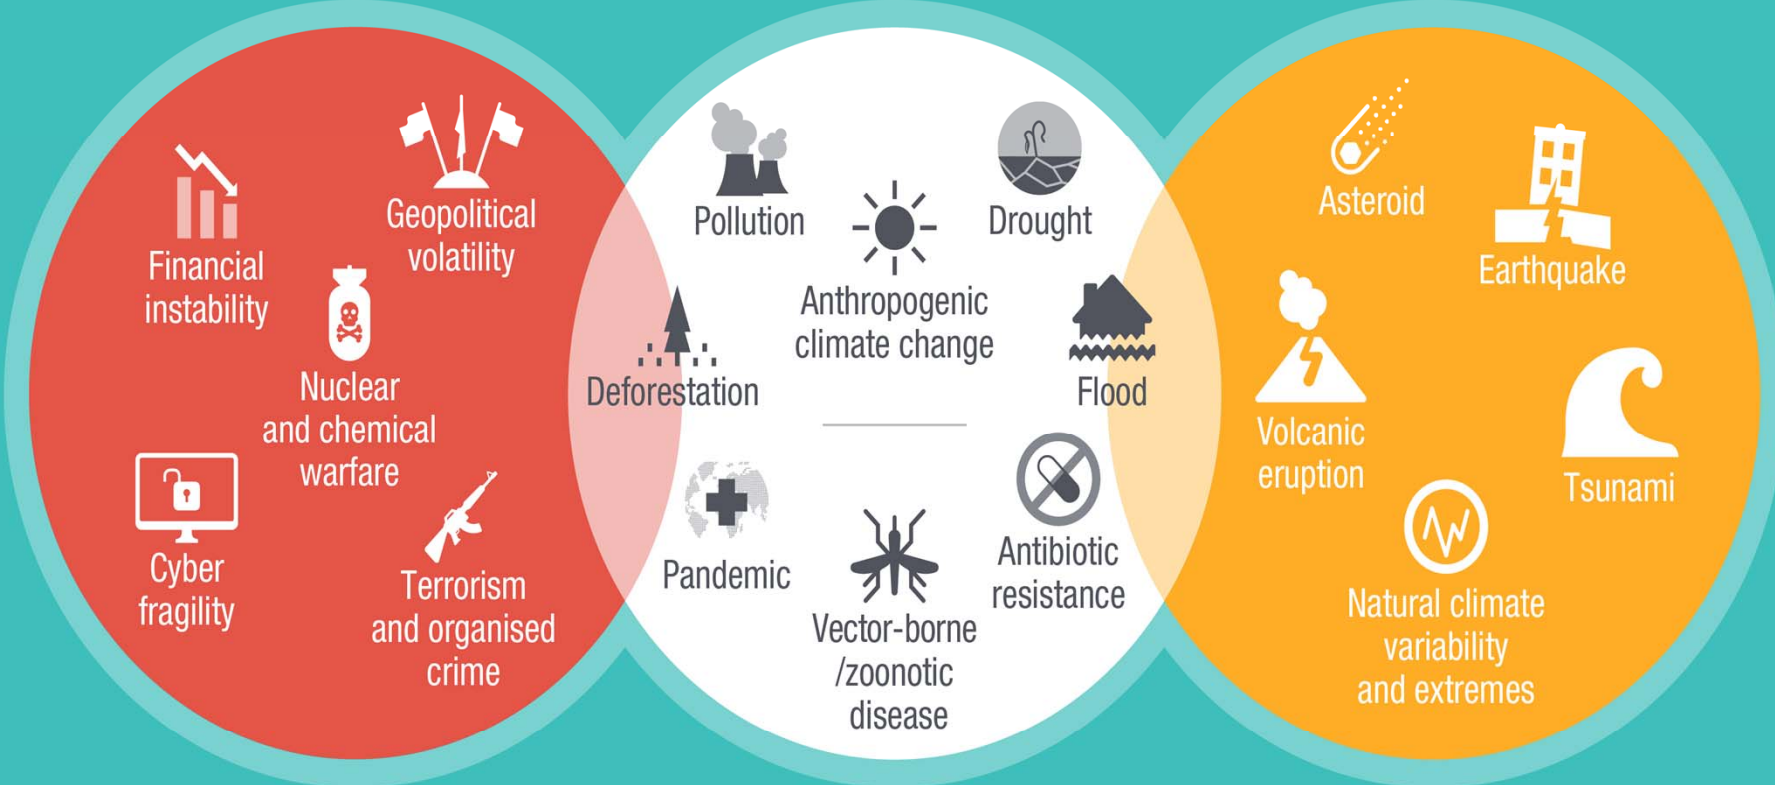 Financial
instability
Geopolitical
volatility
Nuclear
and chemical
warfare
Cyber
fragility
Terrorism
and organised
crime
Pollution
Anthropogenic
climate change
Drought
Deforestation
Flood
Pandemic
Vector-borne
/zoonotic
disease
Antibiotic
resistance
Asteroid
Earthquake
Volcanic
eruption
Tsunami
Natural climate
variability
and extremes